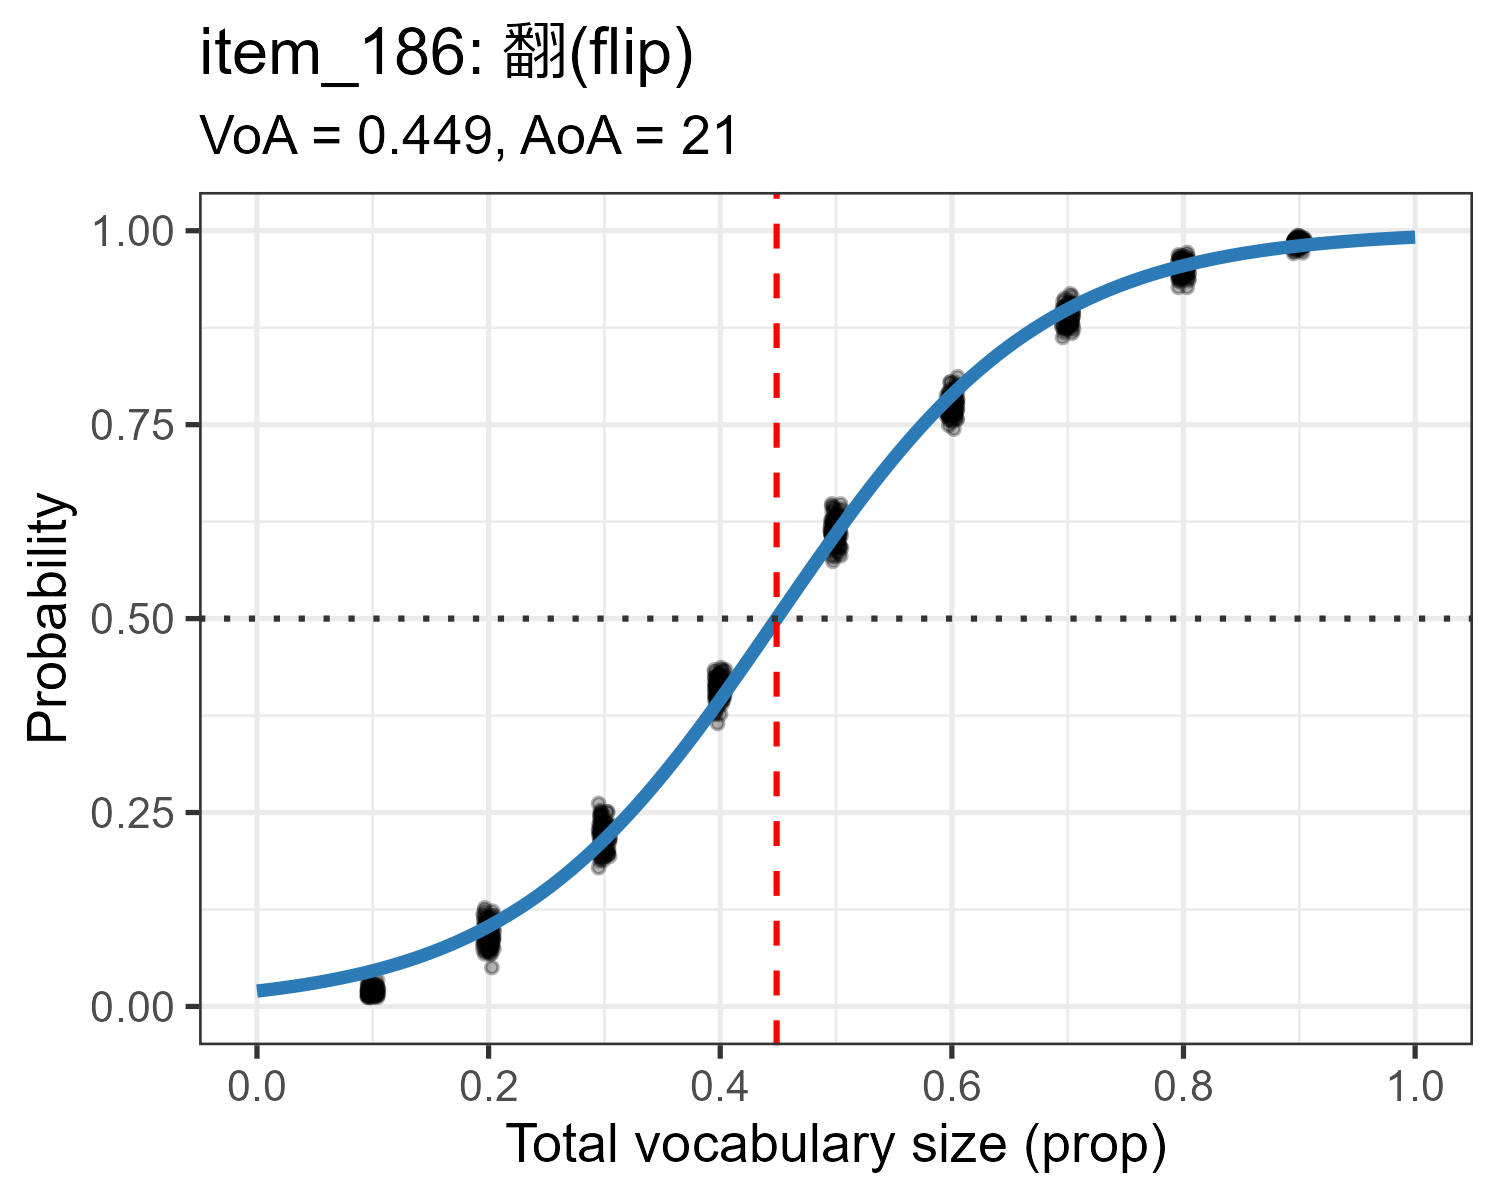 item_186: 翻(flip)
VoA = 0.449, AoA = 21
1.00
0.75
0.50
0.25
0.00
Probability
0.0 0.2 0.4 0.6 0.8 1.0
Total vocabulary size (prop)